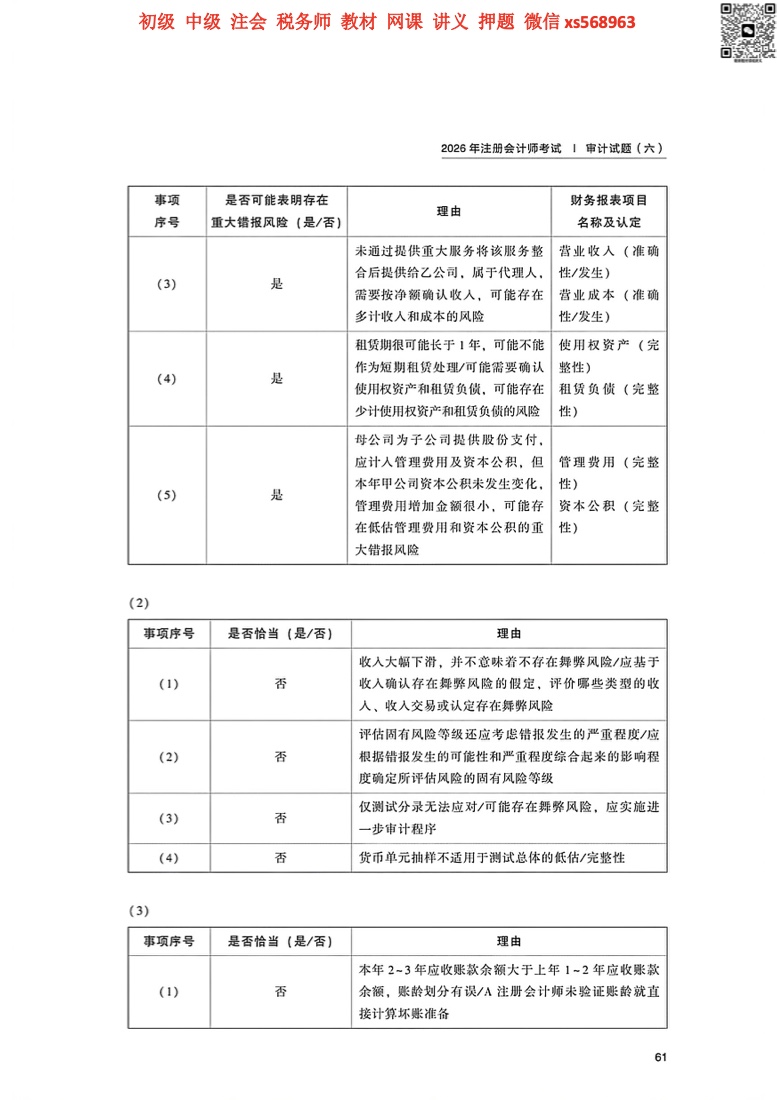 初级 中级 注会 税务师 教材 网课 讲义 押题 微信 xs568963
2026 年注册会计师考试 | 审计试题（六）
事项
序号
是否可能表明存在
重大错报风险（是/否）
理由
财务报表项目
名称及认定
（3）
是
未通过提供重大服务将该服务整
合后提供给乙公司，属于代理人，
需要按净额确认收入，可能存在
多计收入和成本的风险
营业收入（准确
性/发生）
营业成本（准确
性/发生）
（4）
是
租赁期很可能长于 1 年，可能不能
作为短期租赁处理/可能需要确认
使用权资产和租赁负债，可能存在
少计使用权资产和租赁负债的风险
使用权资产（完
整性）
租赁负债（完整
性）
（5）
是
母公司为子公司提供股份支付，
应计入管理费用及资本公积，但
本年甲公司资本公积未发生变化，
管理费用增加金额很小，可能存
在低估管理费用和资本公积的重
大错报风险
管理费用（完整
性）
资本公积（完整
性）
（2）
事项序号
是否恰当（是/否）
理由
（1）
否
收入大幅下滑，并不意味着不存在舞弊风险/应基于
收入确认存在舞弊风险的假定，评价哪些类型的收
入、收入交易或认定存在舞弊风险
（2）
否
评估固有风险等级还应考虑错报发生的严重程度/应
根据错报发生的可能性和严重程度综合起来的影响程
度确定所评估风险的固有风险等级
（3）
否
仅测试分录无法应对/可能存在舞弊风险，应实施进
一步审计程序
（4）
否
货币单元抽样不适用于测试总体的低估/完整性
（3）
事项序号
是否恰当（是/否）
理由
（1）
否
本年 2~3 年应收账款余额大于上年 1~2 年应收账款
余额，账龄划分有误/A 注册会计师未验证账龄就直
接计算坏账准备
61